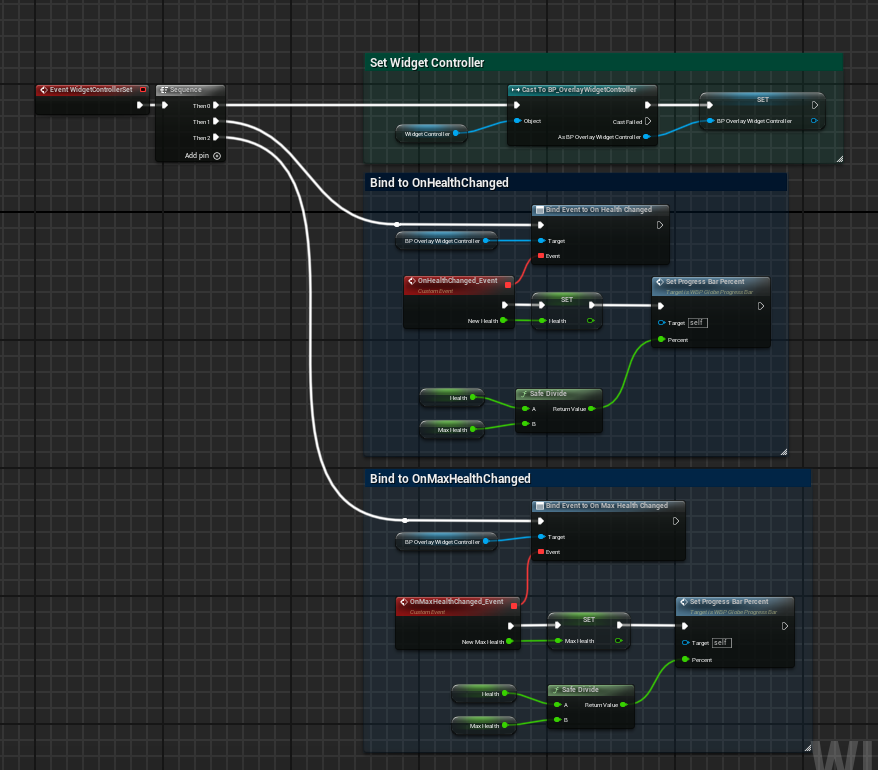 Set Widget Controller
Event WidgetControllerSet
Sequence
Then 0
Then 1
Then 2
Add pin
Cast To BP_OverlayWidgetController
Object
Cast Failed
As BP Overlay Widget Controller
Widget Controller
SET
BP Overlay Widget Controller
Bind to OnHealthChanged
Bind Event to On Health Changed
Target
Event
BP Overlay Widget Controller
OnHealthChanged_Event
Custom Event
New Health
SET
Health
Set Progress Bar Percent
Target is WBP Globe Progress Bar
Target self
Percent
Health
Max Health
Safe Divide
A Return Value
B
Bind to OnMaxHealthChanged
Bind Event to On Max Health Changed
Target
Event
BP Overlay Widget Controller
OnMaxHealthChanged_Event
Custom Event
New Max Health
SET
Max Health
Set Progress Bar Percent
Target is WBP Globe Progress Bar
Target self
Percent
Health
Max Health
Safe Divide
A Return Value
B